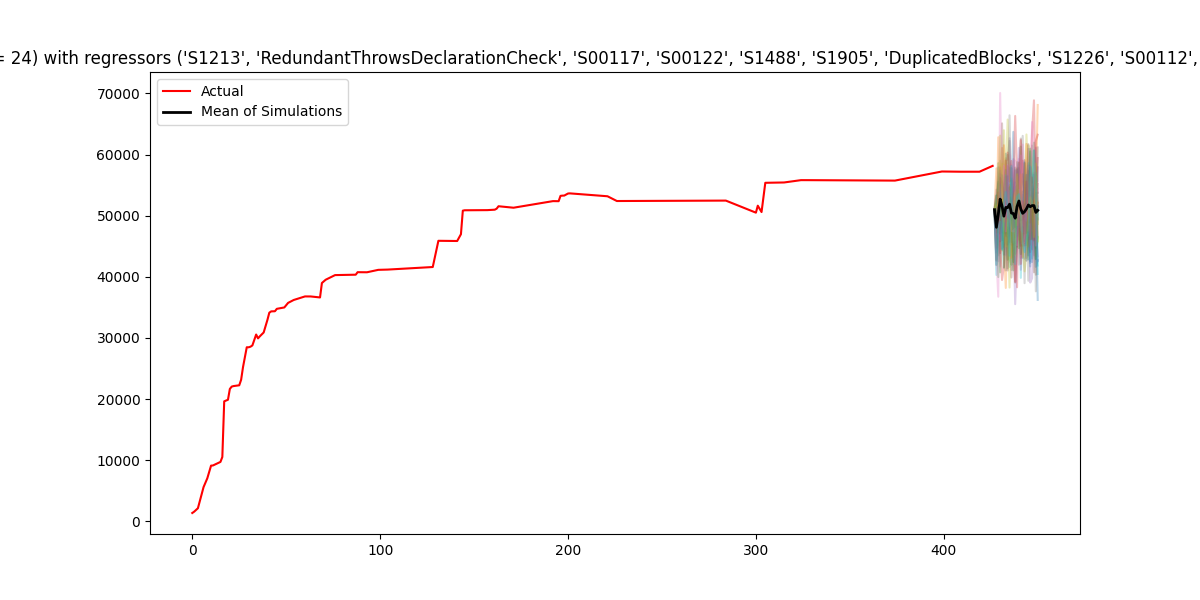 = 24) with regressors ('S1213', 'RedundantThrowsDeclarationCheck', 'S00117', 'S00122', 'S1488', 'S1905', 'DuplicatedBlocks', 'S1226', 'S00112',
Actual
Mean of Simulations
70000
60000
50000
40000
30000
20000
10000
0
0 100 200 300 400